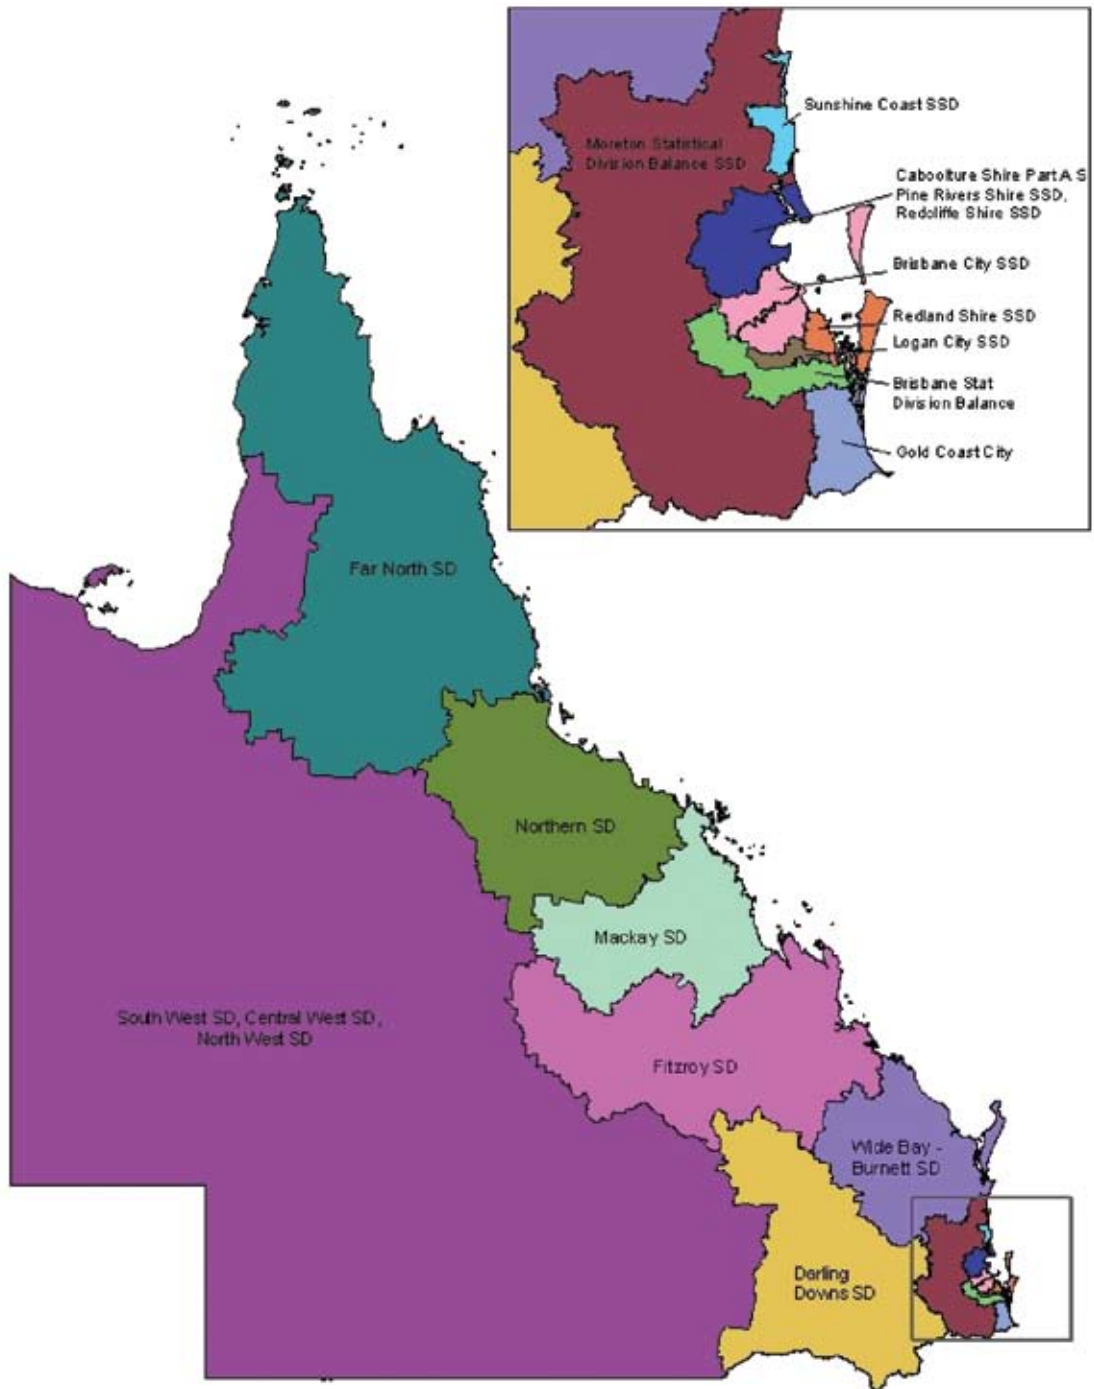 Sunshine Coast SSD
Moreton Statistical
Division Balance SSD
Caboolture Shire Part A S
Pine Rivers Shire SSD,
Redcliffe Shire SSD
Brisbane City SSD
Redland Shire SSD
Logan City SSD
Brisbane Stat
Division Balance
Gold Coast City
Far North SD
Northern SD
Mackay SD
South West SD, Central West SD,
North West SD
Fitzroy SD
Wide Bay -
Burnett SD
Darling
Downs SD